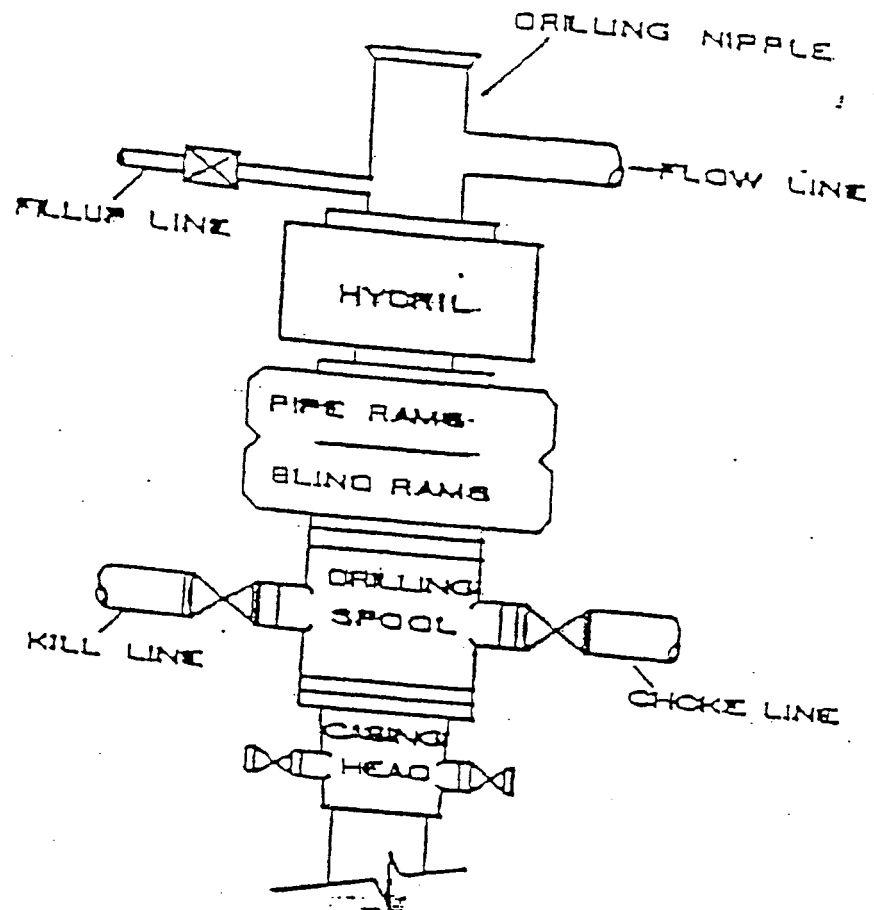 DRILLING NIPPLE
FLOW LINE
FILLUP LINE
HYDRIL
PIPE RAMS
BLIND RAMS
DRILLING
SPOOL
KILL LINE
CHOKE LINE
CASING
HEAD